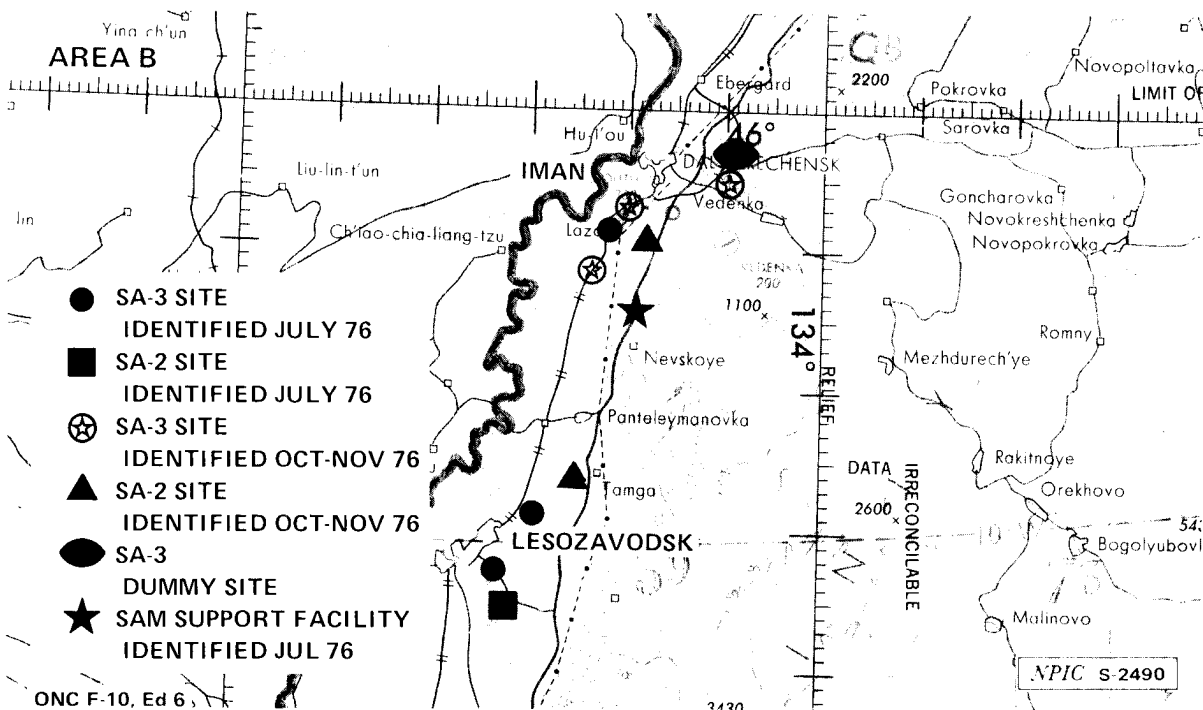 Yina ch'un
AREA B
2200
Novopoltavka
Ebergard
Pokrovka
LIMIT OF
Sarovka
46°
IMAN
Liu-lin-t'un
Vedenka
Goncharovka
Novokreshchenka
Novopokrovka
Ch'iao-chia-liang-tzu
SA-3 SITE
IDENTIFIED JULY 76
SA-2 SITE
IDENTIFIED JULY 76
SA-3 SITE
IDENTIFIED OCT-NOV 76
SA-2 SITE
IDENTIFIED OCT-NOV 76
SA-3
DUMMY SITE
SAM SUPPORT FACILITY
IDENTIFIED JUL 76
200
1100
134°
Romny
Nevskoye
Mezhdurech'ye
RELIEF
Panteleymanovka
DATA
IRRECONCILABLE
Rakitnoye
Orekhovo
Tamga
2600
LESOZAVODSK
Malinovo
NPIC S-2490
ONC F-10, Ed 6
3430